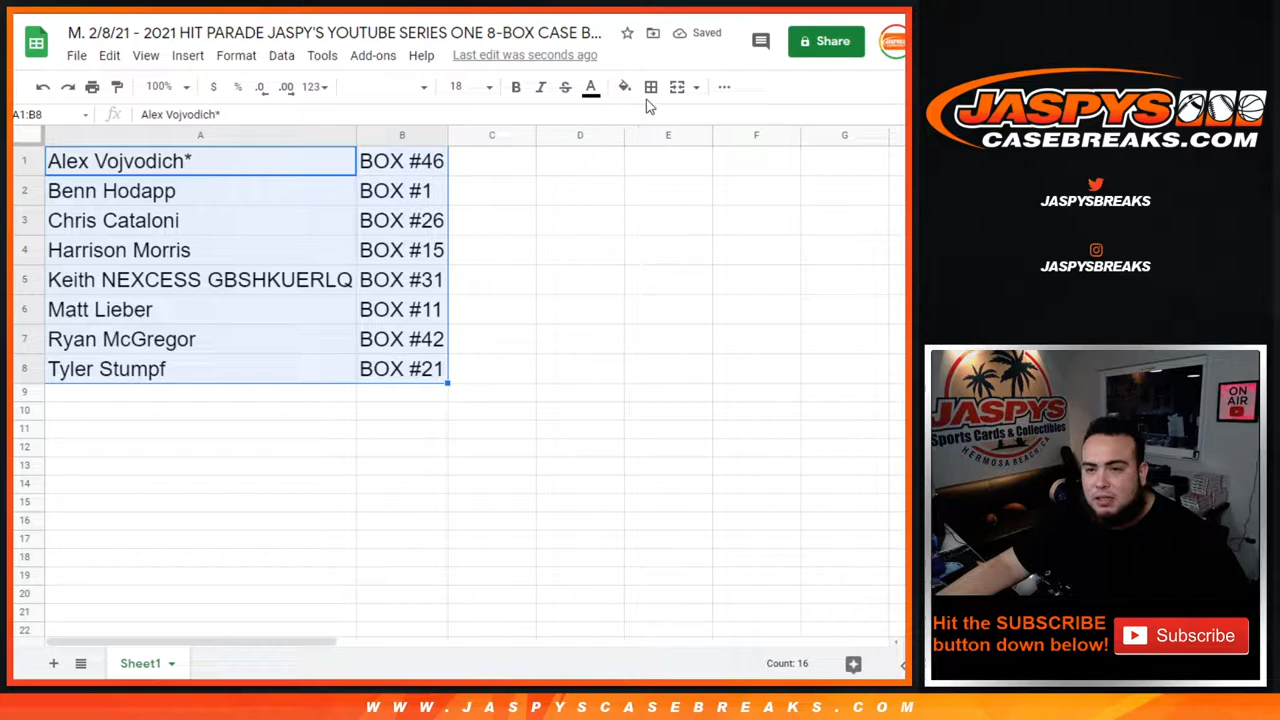 M. 2/8/21 - 2021 HIT PARADE JASPY'S YOUTUBE SERIES ONE 8-BOX CASE B...
Saved
Share
File Edit View Insert Format Data Tools Add-ons Help Last edit was seconds ago
100% $ % .0 .00 123 18 B I S A
A1:B8 fx Alex Vojvodich*
A B C D E F G
1 Alex Vojvodich* BOX #46
2 Benn Hodapp BOX #1
3 Chris Cataloni BOX #26
4 Harrison Morris BOX #15
5 Keith NEXCESS GBSHKUERLQ BOX #31
6 Matt Lieber BOX #11
7 Ryan McGregor BOX #42
8 Tyler Stumpf BOX #21
9
10
11
12
13
14
15
16
17
18
19
20
21
22
Sheet1
Count: 16
JASPYS
CASEBREAKS.COM
JASPYSBREAKS
JASPYSBREAKS
JASPYS
Sports Cards & Collectibles
HERMOSA BEACH, CA
ON
AIR
Hit the SUBSCRIBE
button down below!
Subscribe
WWW.JASPYSCASEBREAKS.COM